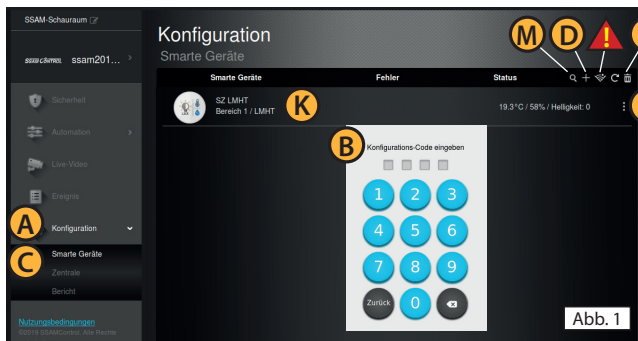 SSAM-Schauraum
SSAMCONTROL ssam201...
Sicherheit
Automation
Live-Video
Ereignis
A
Konfiguration
C
Smarte Geräte
Zentrale
Bericht
Nutzungsbedingungen
©2018 SSAMControl. Alle Rechte
Konfiguration
Smarte Geräte
M
D
!
Smarte Geräte
Fehler
Status
SZ LMHT
Bereich 1 / LMHT
K
19.3°C / 58% / Helligkeit: 0
B
Konfigurations-Code eingeben
1 2 3
4 5 6
7 8 9
Zurück 0
Abb. 1